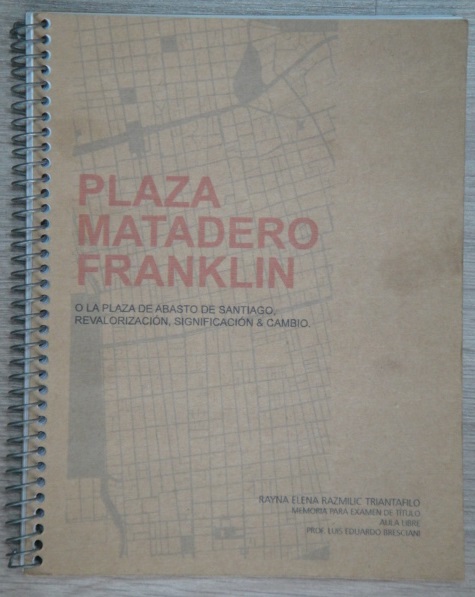 PLAZA
MATADERO
FRANKLIN
O LA PLAZA DE ABASTO DE SANTIAGO,
REVALORIZACIÓN, SIGNIFICACIÓN & CAMBIO.
RAYNA ELENA RAZMILIC TRIANTAFILO
MEMORIA PARA EXAMEN DE TÍTULO
AULA LIBRE
PROF. LUIS EDUARDO BRESCIANI